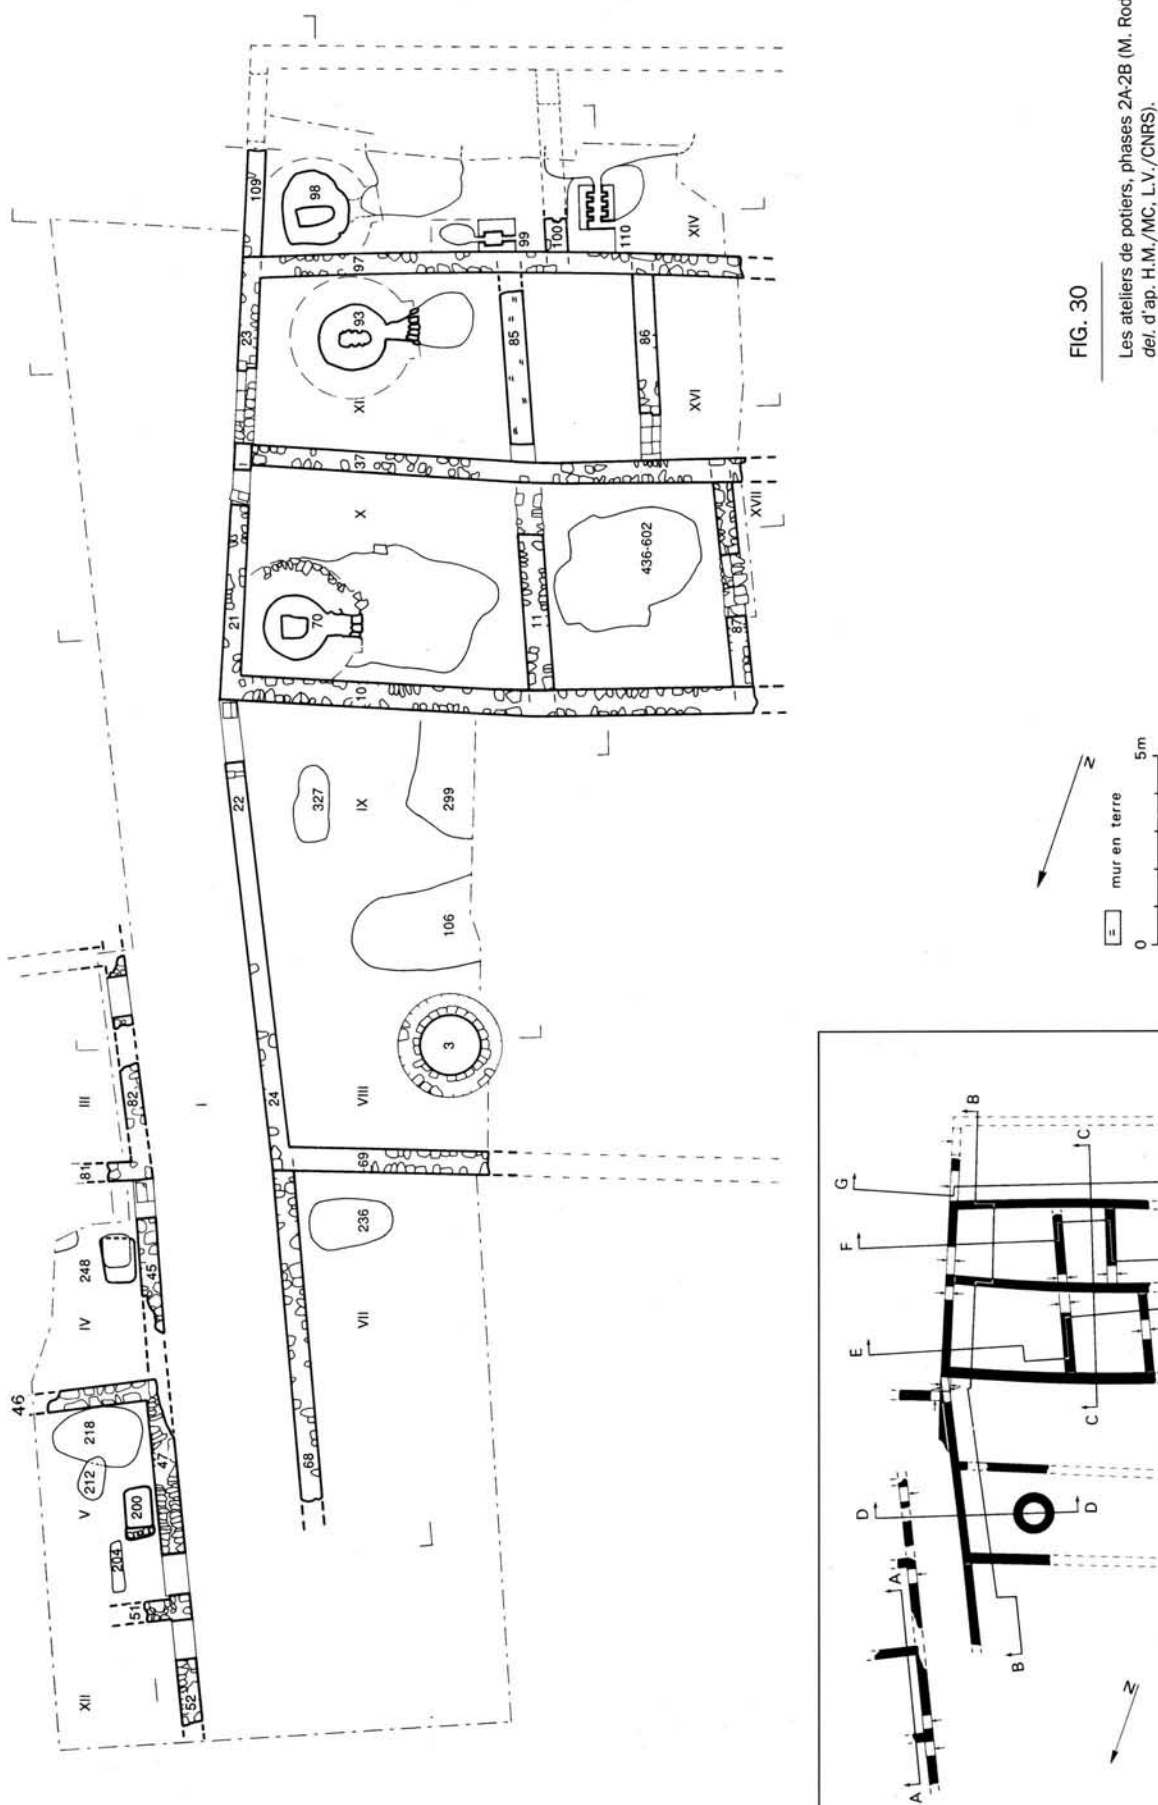 46
XII
52
51
204
V
200
212
218
47
IV
248
45
81
III
82
I
68
VII
236
69
24
VIII
3
106
22
IX
327
299
10
21
70
X
11
436-602
87
XVII
I
37
23
XII
93
85
86
XVI
97
109
98
99
100
110
XIV
FIG. 30
Les ateliers de potiers, phases 2A-2B (M. Rod
del. d'ap. H.M./MC, L.V./CNRS).
N
= mur en terre
0 5m
A
A
B
B
C
C
D
D
E
F
G
N